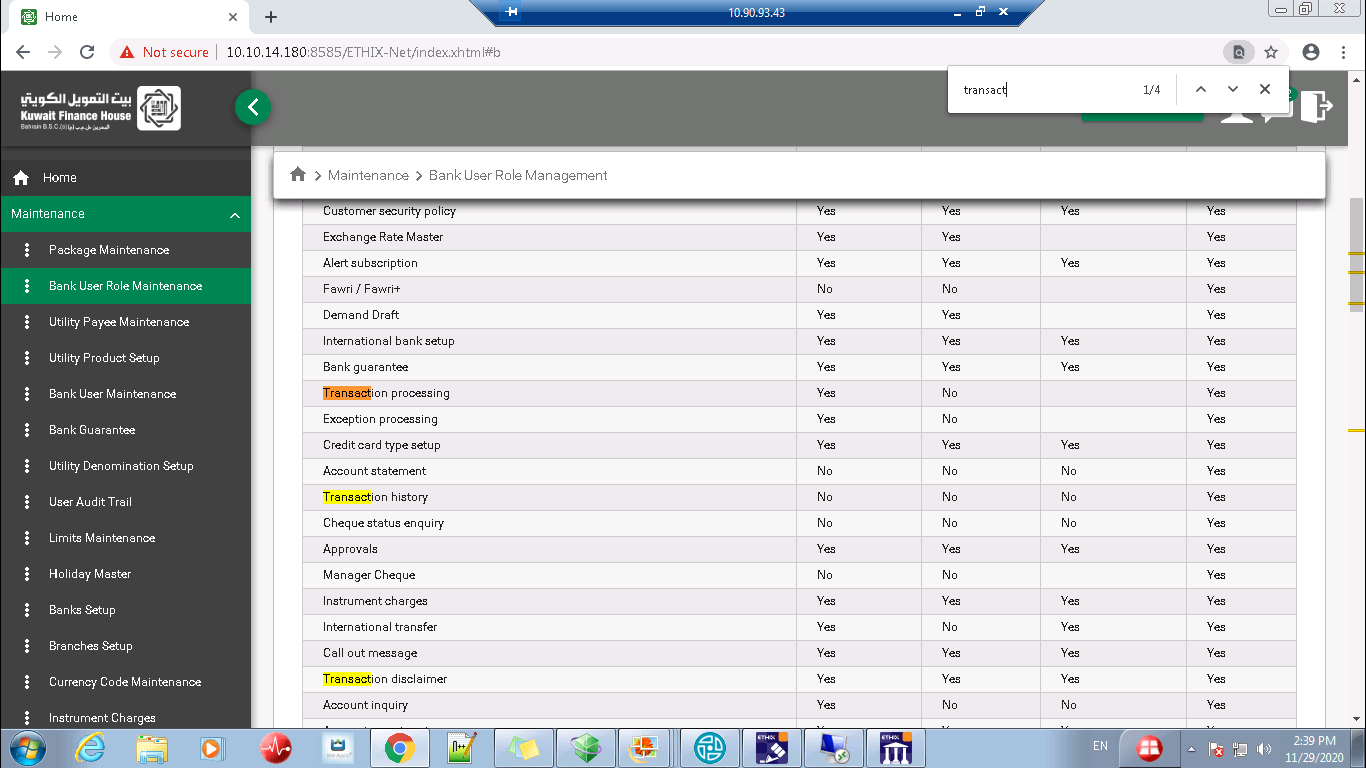 Home
10.90.93.43
Not secure
10.10.14.180:8585/ETHIX-Net/index.xhtml#b
transact
1/4
بيت التمويل الكويتي
Kuwait Finance House
Bahrain B.S.C.(c) البحرين ش.م.ب (م)
Home
Maintenance
Package Maintenance
Bank User Role Maintenance
Utility Payee Maintenance
Utility Product Setup
Bank User Maintenance
Bank Guarantee
Utility Denomination Setup
User Audit Trail
Limits Maintenance
Holiday Master
Banks Setup
Branches Setup
Currency Code Maintenance
Instrument Charges
Maintenance
Bank User Role Management
Customer security policy Yes Yes Yes Yes
Exchange Rate Master Yes Yes Yes
Alert subscription Yes Yes Yes Yes
Fawri / Fawri+ No No Yes
Demand Draft Yes Yes Yes
International bank setup Yes Yes Yes Yes
Bank guarantee Yes Yes Yes Yes
Transaction processing Yes No Yes
Exception processing Yes No Yes
Credit card type setup Yes Yes Yes Yes
Account statement No No No Yes
Transaction history No No No Yes
Cheque status enquiry No No No Yes
Approvals Yes Yes Yes Yes
Manager Cheque No No Yes
Instrument charges Yes Yes Yes Yes
International transfer Yes No Yes Yes
Call out message Yes Yes Yes Yes
Transaction disclaimer Yes Yes Yes Yes
Account inquiry Yes No No Yes
ETHIX
ETHIX
EN
2:39 PM
11/29/2020